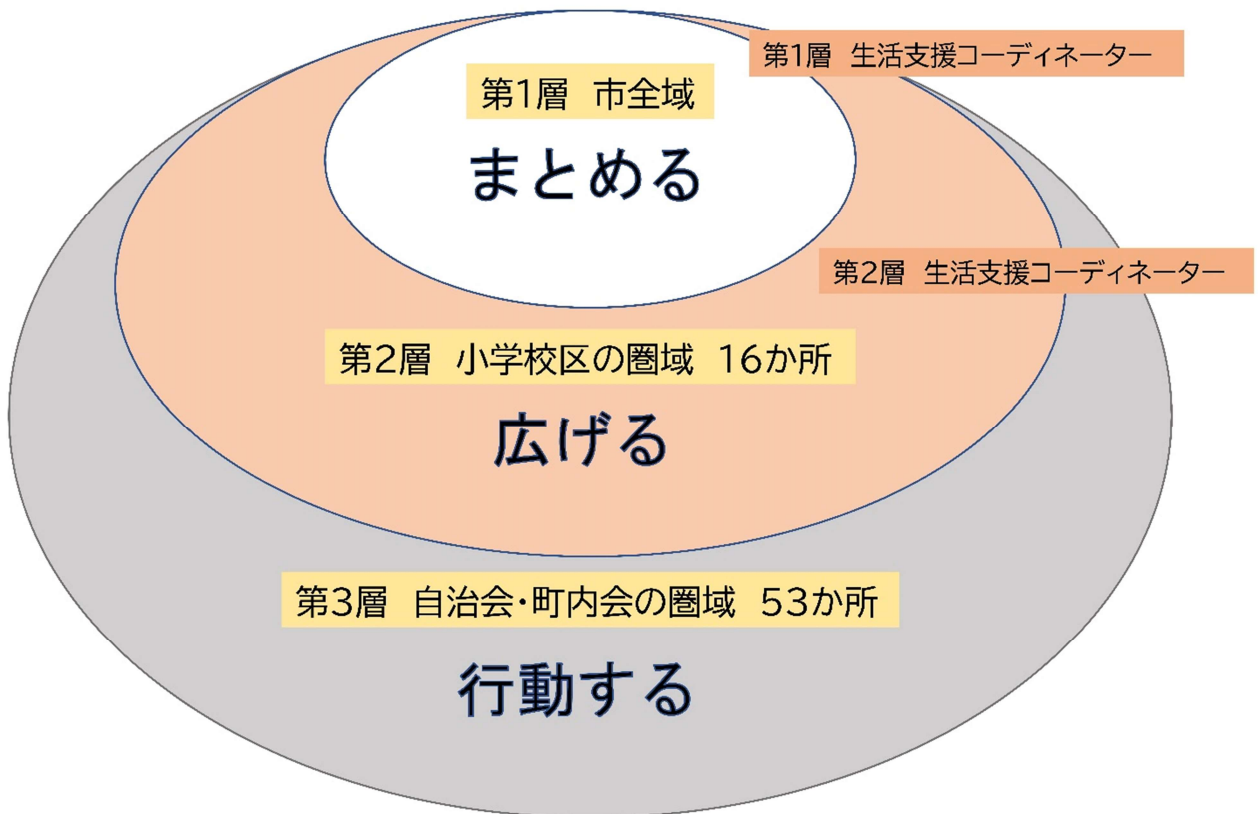 第1層 生活支援コーディネーター
第1層 市全域
まとめる
第2層 生活支援コーディネーター
第2層 小学校区の圏域 16か所
広げる
第3層 自治会・町内会の圏域 53か所
行動する